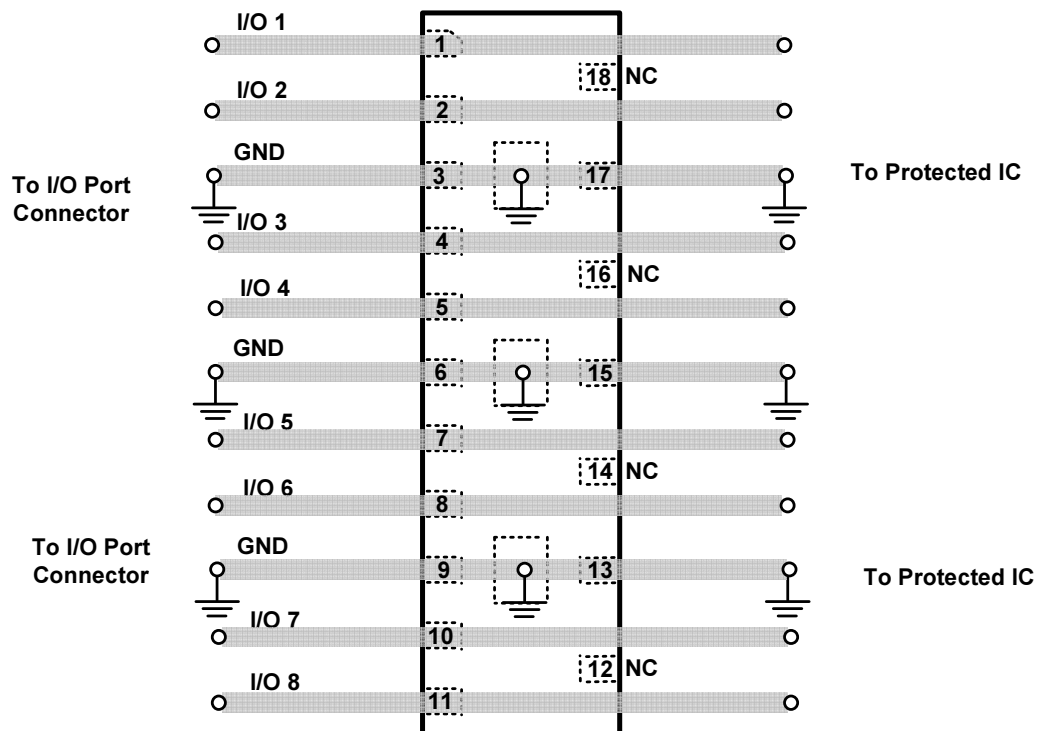 I/O 1
1
18 NC
I/O 2
2
GND
3
17
To I/O Port
Connector
To Protected IC
I/O 3
4
16 NC
I/O 4
5
GND
6
15
I/O 5
7
14 NC
I/O 6
8
To I/O Port
Connector
GND
9
13
To Protected IC
I/O 7
10
12 NC
I/O 8
11